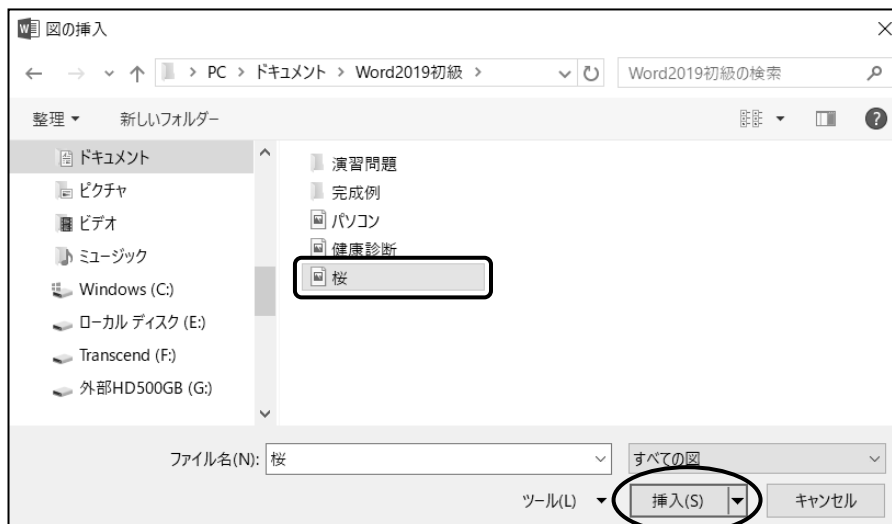 図の挿入
PC > ドキュメント > Word2019初級 >
Word2019初級の検索
整理
新しいフォルダー
ドキュメント
ピクチャ
ビデオ
ミュージック
Windows (C:)
ローカル ディスク (E:)
Transcend (F:)
外部HD500GB (G:)
演習問題
完成例
パソコン
健康診断
桜
ファイル名(N): 桜
すべての図
ツール(L)
挿入(S)
キャンセル